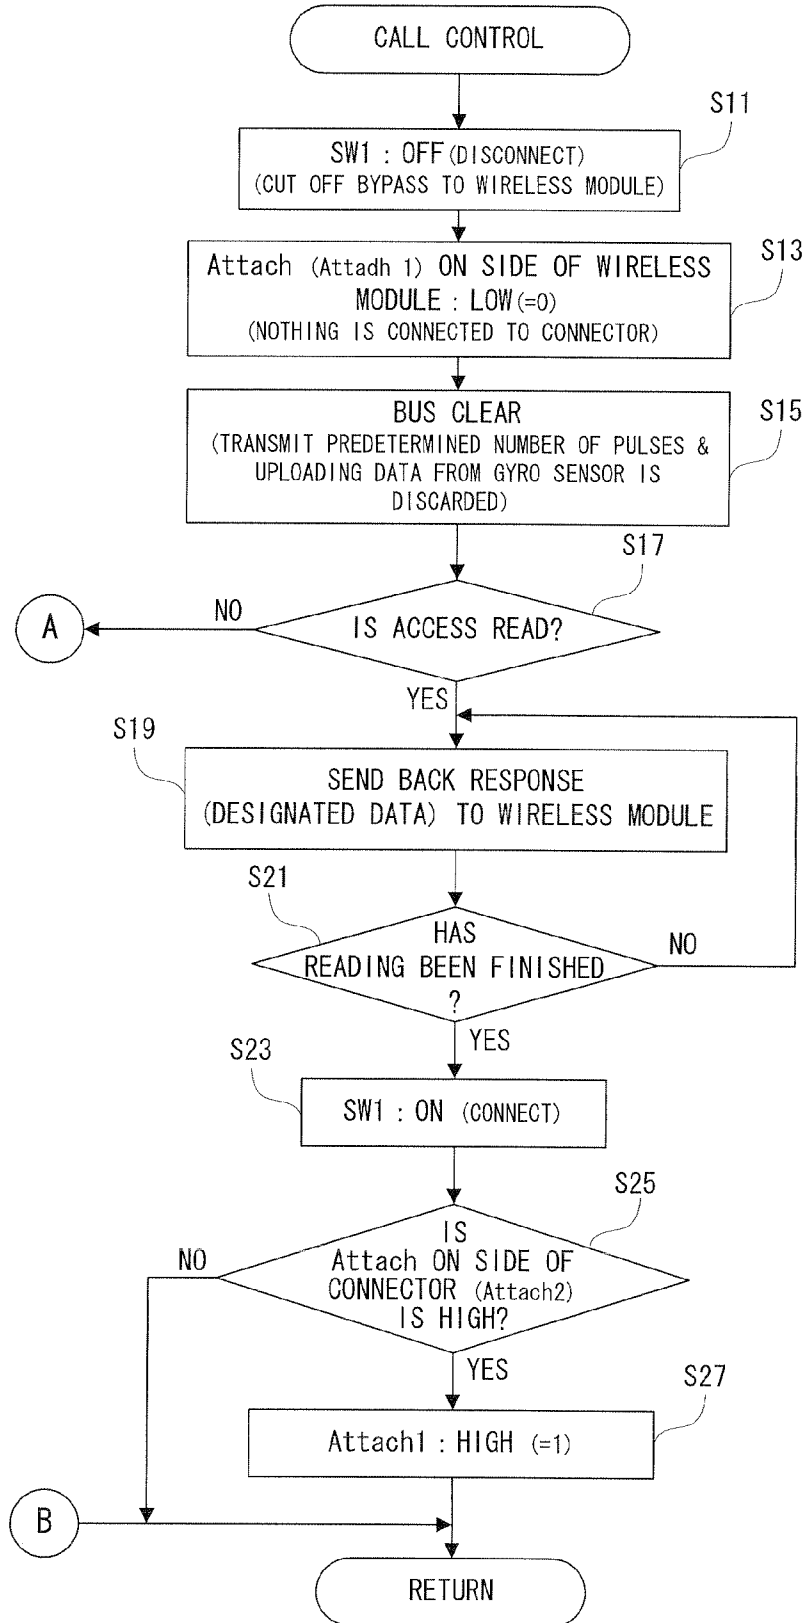 CALL CONTROL
S11
SW1 : OFF (DISCONNECT)
(CUT OFF BYPASS TO WIRELESS MODULE)
S13
Attach (Attadh 1) ON SIDE OF WIRELESS
MODULE : LOW (=0)
(NOTHING IS CONNECTED TO CONNECTOR)
S15
BUS CLEAR
(TRANSMIT PREDETERMINED NUMBER OF PULSES &
UPLOADING DATA FROM GYRO SENSOR IS
DISCARDED)
S17
A
NO
IS ACCESS READ?
YES
S19
SEND BACK RESPONSE
(DESIGNATED DATA) TO WIRELESS MODULE
S21
HAS
READING BEEN FINISHED
?
NO
YES
S23
SW1 : ON (CONNECT)
S25
NO
IS
Attach ON SIDE OF
CONNECTOR (Attach2)
IS HIGH?
YES
S27
Attach1 : HIGH (=1)
B
RETURN